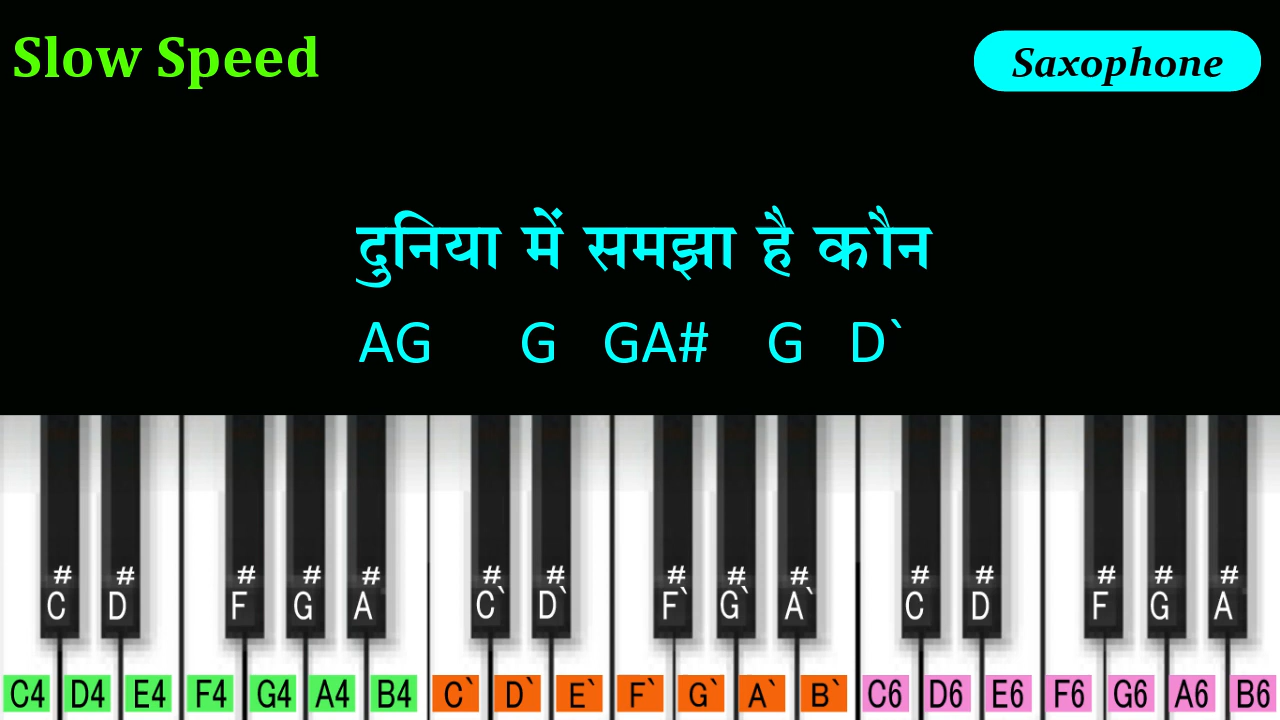 Slow Speed
Saxophone
दुनिया में समझा है कौन
AG G GA# G D`
# # # # # # # # # # # # # # #
C D F G A C` D` F` G` A` C D F G A
C4 D4 E4 F4 G4 A4 B4 C` D` E` F` G` A` B` C6 D6 E6 F6 G6 A6 B6